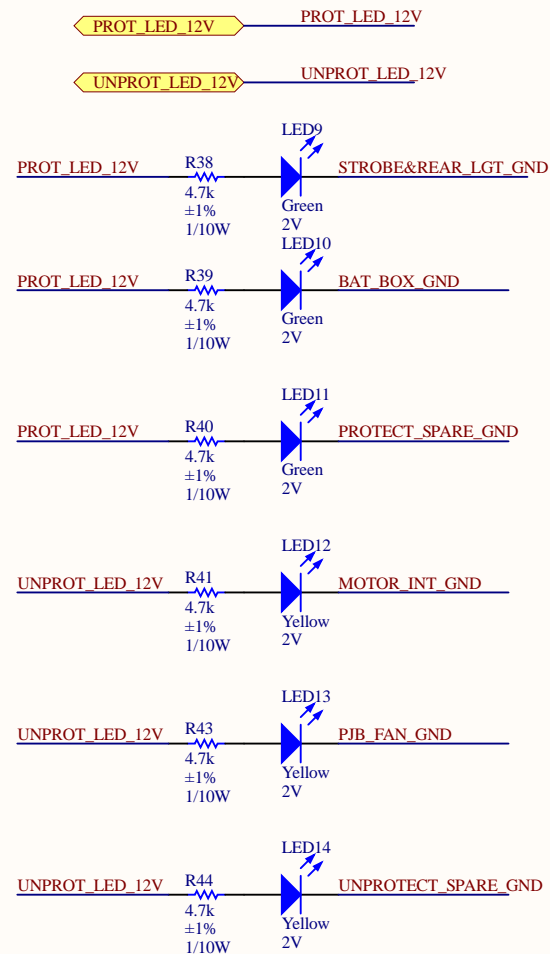 PROT_LED_12V PROT_LED_12V
UNPROT_LED_12V UNPROT_LED_12V
LED9
PROT_LED_12V R38 STROBE&REAR_LGT_GND
4.7k
±1%
1/10W
Green
2V
LED10
PROT_LED_12V R39 BAT_BOX_GND
4.7k
±1%
1/10W
Green
2V
LED11
PROT_LED_12V R40 PROTECT_SPARE_GND
4.7k
±1%
1/10W
Green
2V
LED12
UNPROT_LED_12V R41 MOTOR_INT_GND
4.7k
±1%
1/10W
Yellow
2V
LED13
UNPROT_LED_12V R43 PJB_FAN_GND
4.7k
±1%
1/10W
Yellow
2V
LED14
UNPROT_LED_12V R44 UNPROTECT_SPARE_GND
4.7k
±1%
1/10W
Yellow
2V